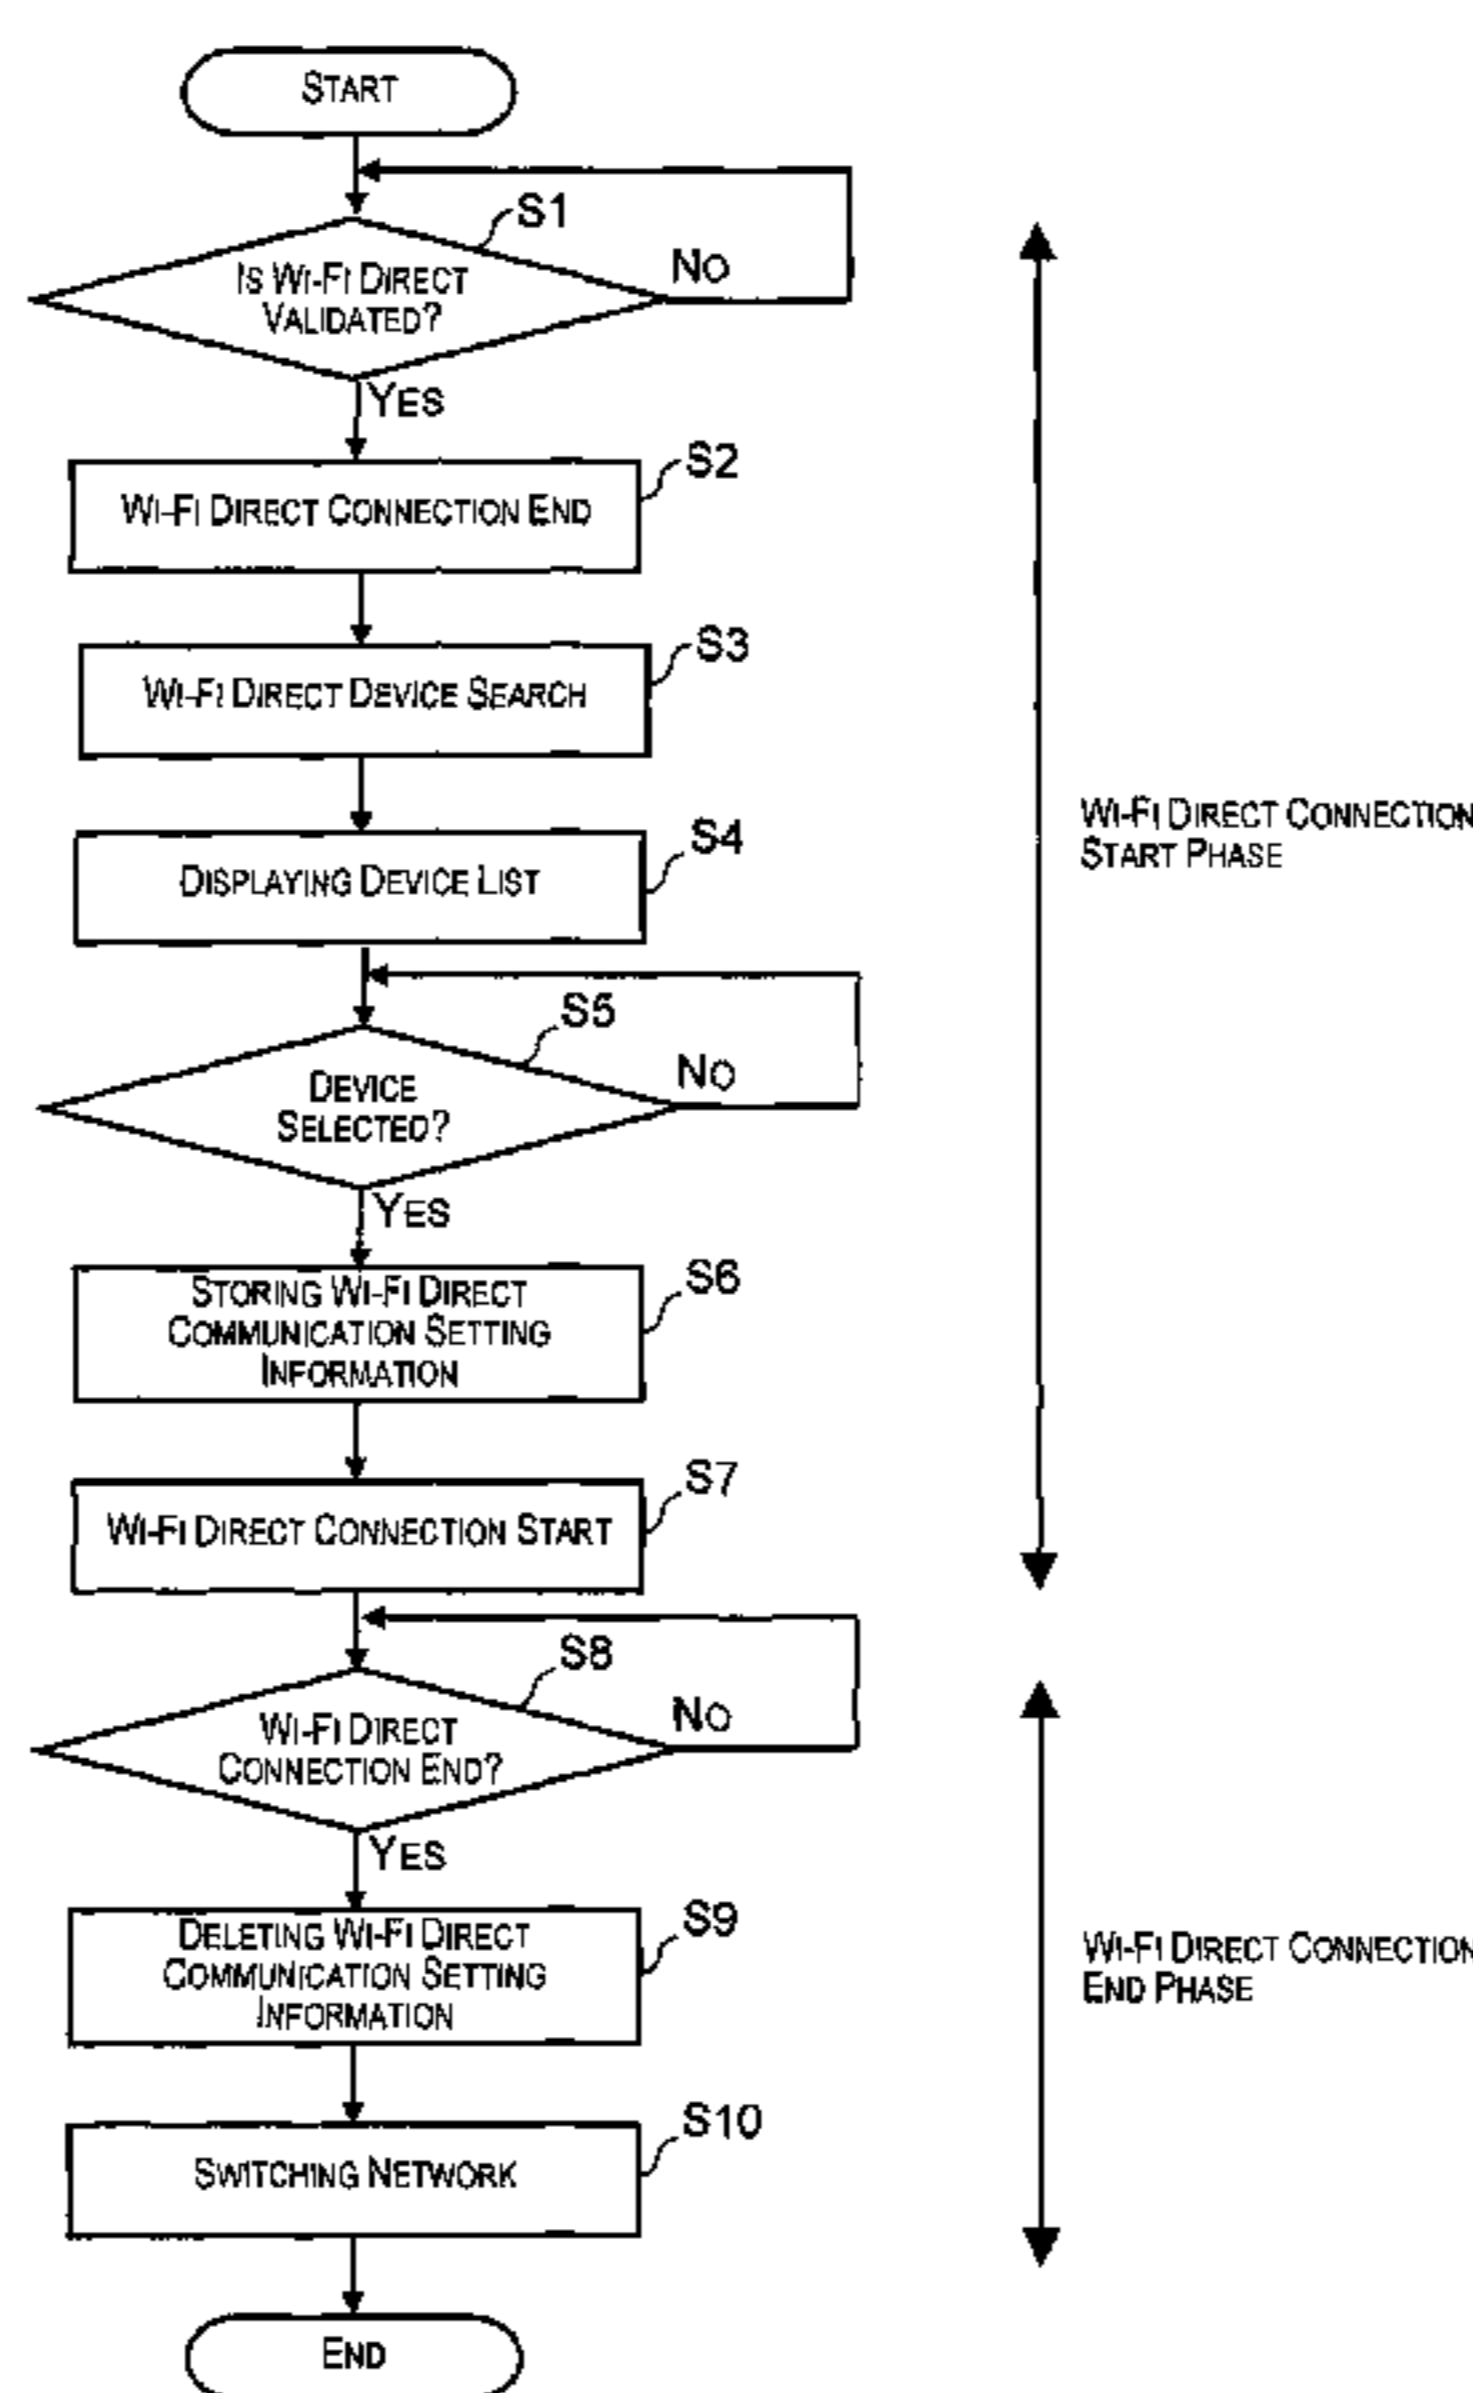 START
S1
IS WI-FI DIRECT
VALIDATED?
NO
YES
S2
WI-FI DIRECT CONNECTION END
S3
WI-FI DIRECT DEVICE SEARCH
S4
DISPLAYING DEVICE LIST
WI-FI DIRECT CONNECTION
START PHASE
S5
DEVICE
SELECTED?
NO
YES
S6
STORING WI-FI DIRECT
COMMUNICATION SETTING
INFORMATION
S7
WI-FI DIRECT CONNECTION START
S8
WI-FI DIRECT
CONNECTION END?
NO
YES
S9
DELETING WI-FI DIRECT
COMMUNICATION SETTING
INFORMATION
WI-FI DIRECT CONNECTION
END PHASE
S10
SWITCHING NETWORK
END